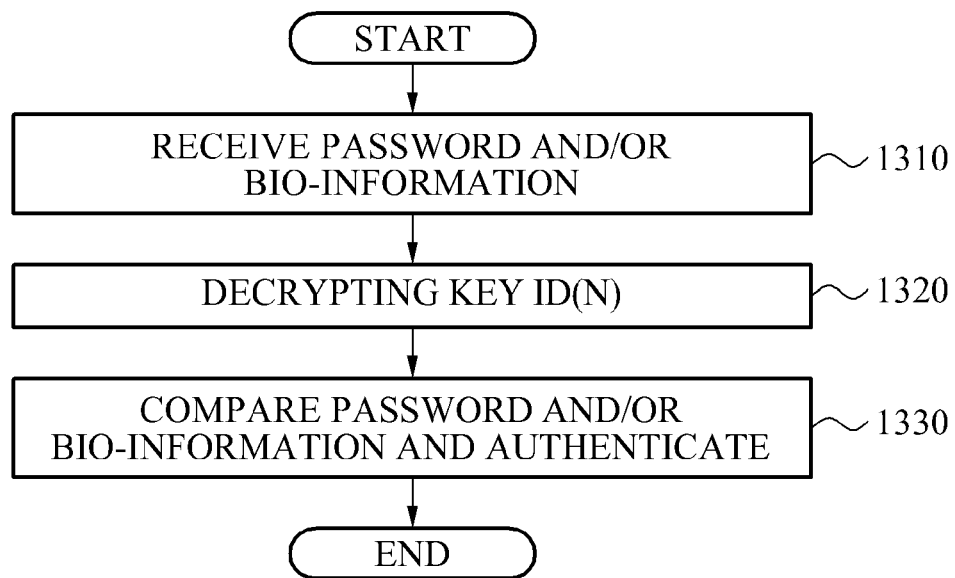 START
RECEIVE PASSWORD AND/OR
BIO-INFORMATION
1310
DECRYPTING KEY ID(N)
1320
COMPARE PASSWORD AND/OR
BIO-INFORMATION AND AUTHENTICATE
1330
END